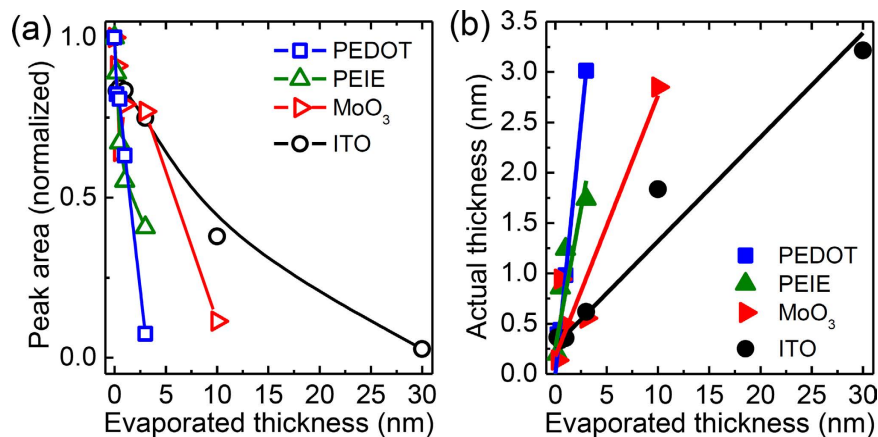 (a)
Peak area (normalized)
1.0
0.5
0.0
PEDOT
PEIE
MoO₃
ITO
0 5 10 15 20 25 30
Evaporated thickness (nm)
(b)
Actual thickness (nm)
3.5
3.0
2.5
2.0
1.5
1.0
0.5
0.0
PEDOT
PEIE
MoO₃
ITO
0 5 10 15 20 25 30
Evaporated thickness (nm)